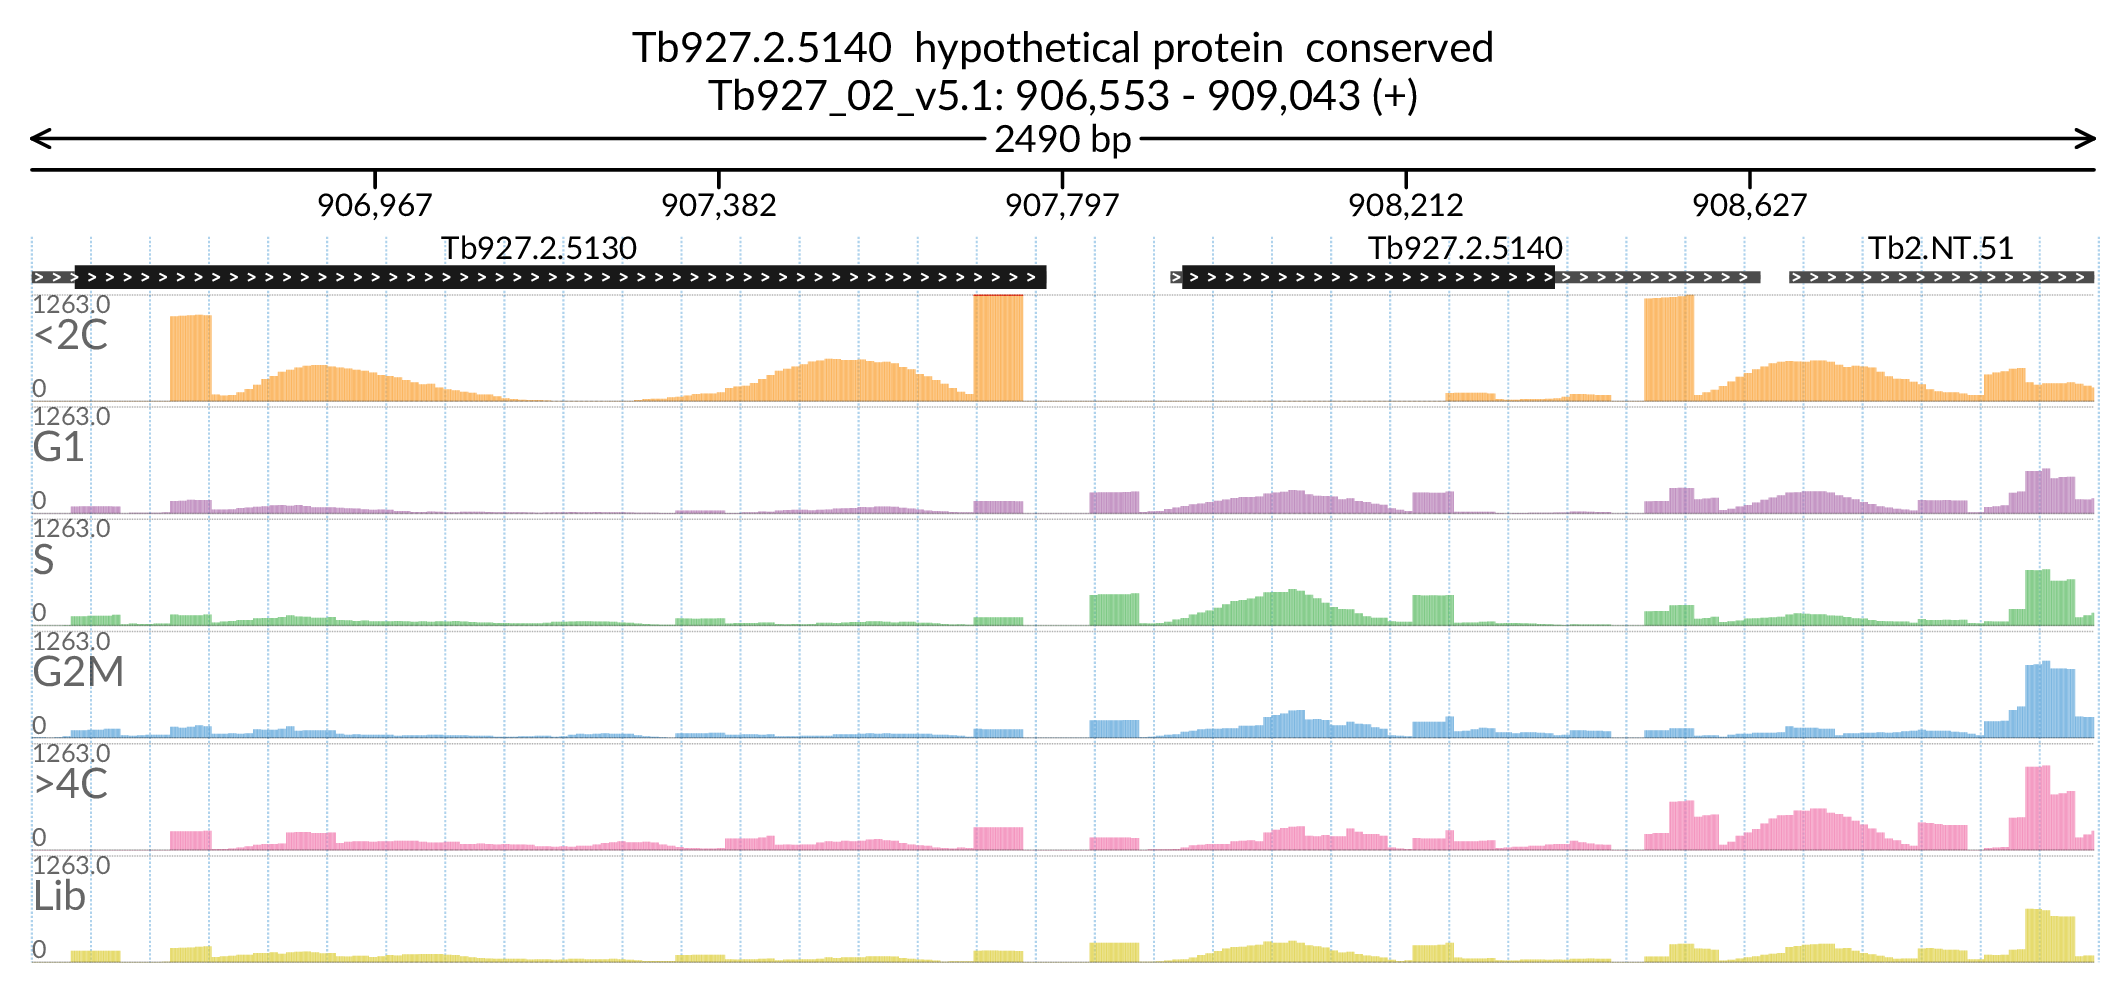 Tb927.2.5140 hypothetical protein conserved
Tb927_02_v5.1: 906,553 - 909,043 (+)
2490 bp
906,967 907,382 907,797 908,212 908,627
Tb927.2.5130 Tb927.2.5140 Tb2.NT.51
1263.0
<2C
0
1263.0
G1
0
1263.0
S
0
1263.0
G2M
0
1263.0
>4C
0
1263.0
Lib
0